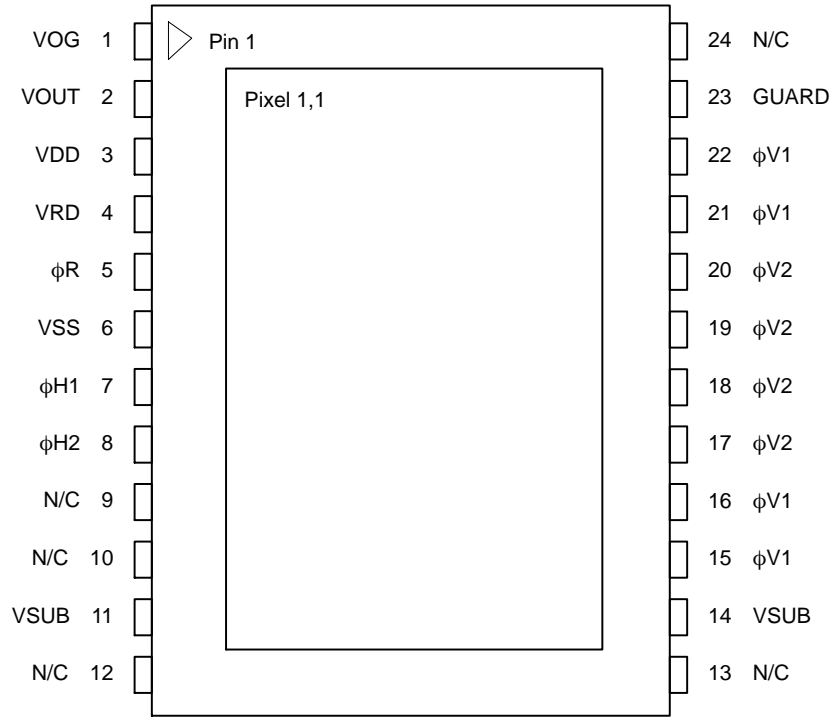 VOG 1 Pin 1 24 N/C
VOUT 2 Pixel 1,1 23 GUARD
VDD 3 22 ϕV1
VRD 4 21 ϕV1
ϕR 5 20 ϕV2
VSS 6 19 ϕV2
ϕH1 7 18 ϕV2
ϕH2 8 17 ϕV2
N/C 9 16 ϕV1
N/C 10 15 ϕV1
VSUB 11 14 VSUB
N/C 12 13 N/C